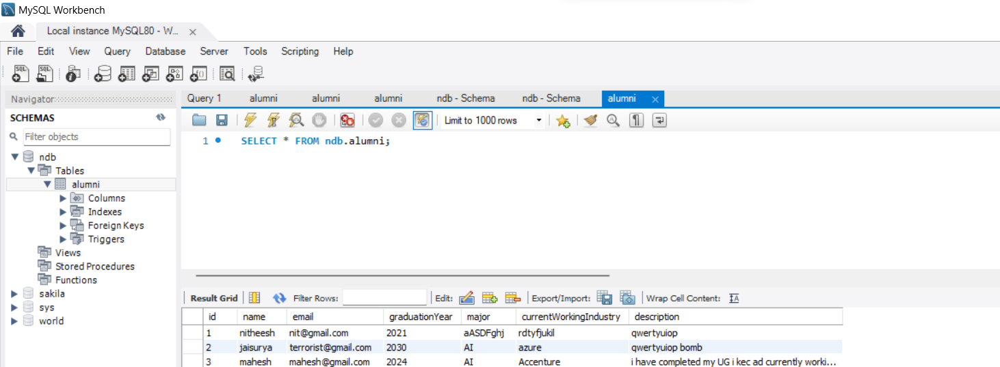 MySQL Workbench
Local instance MySQL80 - W...
File Edit View Query Database Server Tools Scripting Help
Navigator
SCHEMAS
Filter objects
ndb
Tables
alumni
Columns
Indexes
Foreign Keys
Triggers
Views
Stored Procedures
Functions
sakila
sys
world
Query 1 alumni alumni alumni ndb - Schema ndb - Schema alumni
Limit to 1000 rows
1 SELECT * FROM ndb.alumni;
Result Grid Filter Rows: Edit: Export/Import: Wrap Cell Content:
id name email graduationYear major currentWorkingIndustry description
1 nitheesh nit@gmail.com 2021 aASDFghj rdtyfjukil qwertyuiop
2 jaisurya terrorist@gmail.com 2030 AI azure qwertyuiop bomb
3 mahesh mahesh@gmail.com 2024 AI Accenture i have completed my UG i kec ad currently worki...